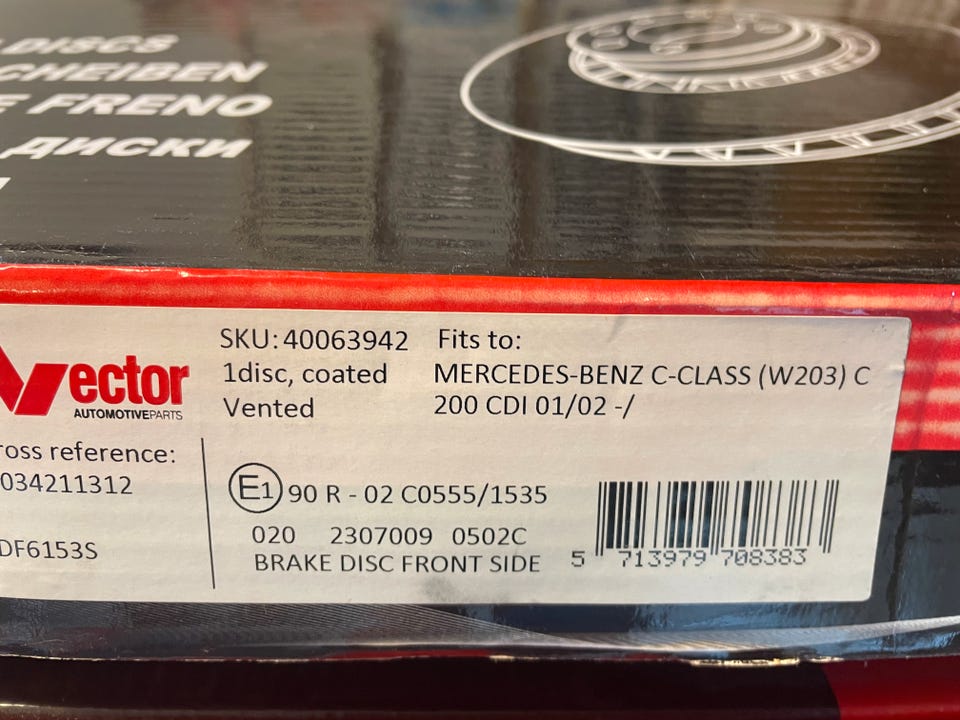 DISCS
CHEIBEN
E FRENO
ДИСКИ
Vector
AUTOMOTIVEPARTS
SKU: 40063942
1disc, coated
Vented
Fits to:
MERCEDES-BENZ C-CLASS (W203) C
200 CDI 01/02 -/
ross reference:
034211312
DF6153S
E1 90 R - 02 C0555/1535
020 2307009 0502C
BRAKE DISC FRONT SIDE
5 713979 708383